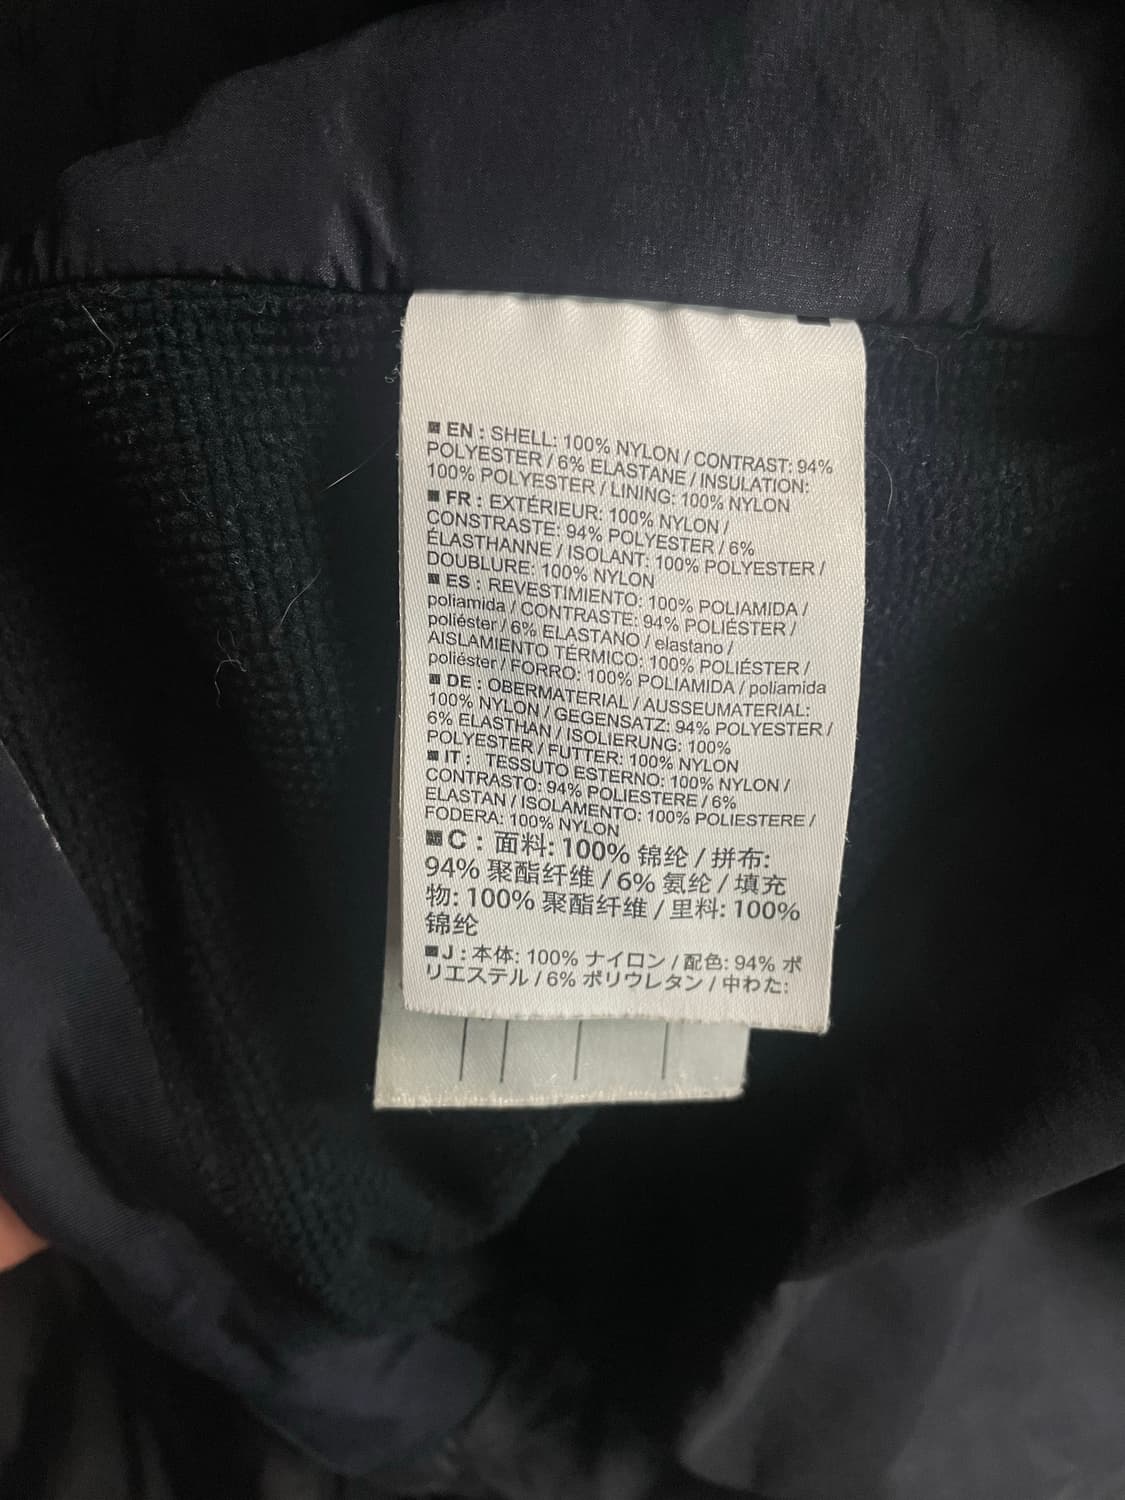 ■ EN : SHELL: 100% NYLON / CONTRAST: 94%
POLYESTER / 6% ELASTANE / INSULATION:
100% POLYESTER / LINING: 100% NYLON
■ FR : EXTÉRIEUR: 100% NYLON /
CONSTRASTE: 94% POLYESTER / 6%
ÉLASTHANNE / ISOLANT: 100% POLYESTER /
DOUBLURE: 100% NYLON
■ ES : REVESTIMIENTO: 100% POLIAMIDA /
poliamida / CONTRASTE: 94% POLIÉSTER /
poliéster / 6% ELASTANO / elastano /
AISLAMIENTO TÉRMICO: 100% POLIÉSTER /
poliéster / FORRO: 100% POLIAMIDA / poliamida
■ DE : OBERMATERIAL / AUSSEUMATERIAL:
100% NYLON / GEGENSATZ: 94% POLYESTER /
6% ELASTHAN / ISOLIERUNG: 100%
POLYESTER / FUTTER: 100% NYLON
■ IT : TESSUTO ESTERNO: 100% NYLON /
CONTRASTO: 94% POLIESTERE / 6%
ELASTAN / ISOLAMENTO: 100% POLIESTERE /
FODERA: 100% NYLON
■ C : 面料: 100% 锦纶 / 拼布:
94% 聚酯纤维 / 6% 氨纶 / 填充
物: 100% 聚酯纤维 / 里料: 100%
锦纶
■ J : 本体: 100% ナイロン / 配色: 94% ポ
リエステル / 6% ポリウレタン / 中わた: